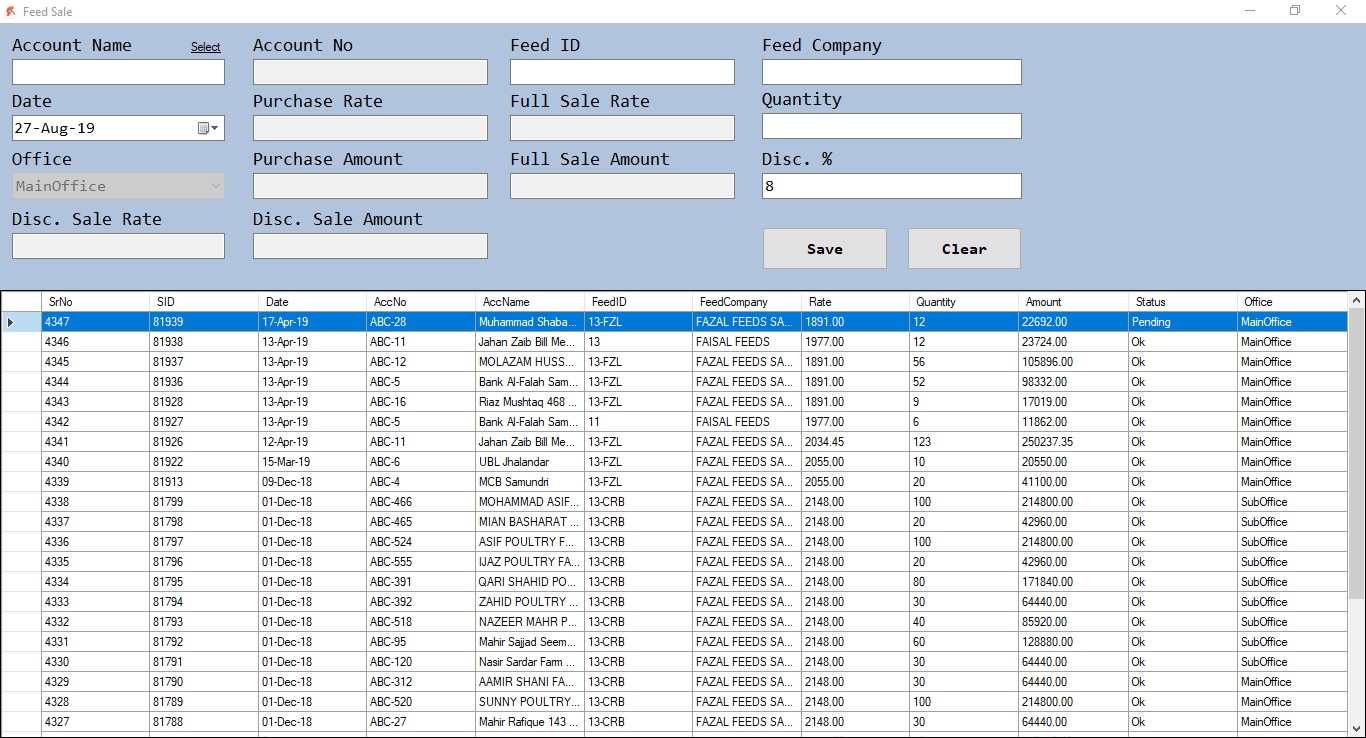 Feed Sale
Account Name Select Account No Feed ID Feed Company
Date Purchase Rate Full Sale Rate Quantity
27-Aug-19
Office Purchase Amount Full Sale Amount Disc. %
MainOffice 8
Disc. Sale Rate Disc. Sale Amount
Save Clear
SrNo SID Date AccNo AccName FeedID FeedCompany Rate Quantity Amount Status Office
4347 81939 17-Apr-19 ABC-28 Muhammad Shaba... 13-FZL FAZAL FEEDS SA... 1891.00 12 22692.00 Pending MainOffice
4346 81938 13-Apr-19 ABC-11 Jahan Zaib Bill Me... 13 FAISAL FEEDS 1977.00 12 23724.00 Ok MainOffice
4345 81937 13-Apr-19 ABC-12 MOLAZAM HUSS... 13-FZL FAZAL FEEDS SA... 1891.00 56 105896.00 Ok MainOffice
4344 81936 13-Apr-19 ABC-5 Bank Al-Falah Sam... 13-FZL FAZAL FEEDS SA... 1891.00 52 98332.00 Ok MainOffice
4343 81928 13-Apr-19 ABC-16 Riaz Mushtaq 468 ... 13-FZL FAZAL FEEDS SA... 1891.00 9 17019.00 Ok MainOffice
4342 81927 13-Apr-19 ABC-5 Bank Al-Falah Sam... 11 FAISAL FEEDS 1977.00 6 11862.00 Ok MainOffice
4341 81926 12-Apr-19 ABC-11 Jahan Zaib Bill Me... 13-FZL FAZAL FEEDS SA... 2034.45 123 250237.35 Ok MainOffice
4340 81922 15-Mar-19 ABC-6 UBL Jhalandar 13-FZL FAZAL FEEDS SA... 2055.00 10 20550.00 Ok MainOffice
4339 81913 09-Dec-18 ABC-4 MCB Samundri 13-FZL FAZAL FEEDS SA... 2055.00 20 41100.00 Ok MainOffice
4338 81799 01-Dec-18 ABC-466 MOHAMMAD ASIF... 13-CRB FAZAL FEEDS SA... 2148.00 100 214800.00 Ok SubOffice
4337 81798 01-Dec-18 ABC-465 MIAN BASHARAT ... 13-CRB FAZAL FEEDS SA... 2148.00 20 42960.00 Ok SubOffice
4336 81797 01-Dec-18 ABC-524 ASIF POULTRY F... 13-CRB FAZAL FEEDS SA... 2148.00 100 214800.00 Ok SubOffice
4335 81796 01-Dec-18 ABC-555 IJAZ POULTRY FA... 13-CRB FAZAL FEEDS SA... 2148.00 20 42960.00 Ok SubOffice
4334 81795 01-Dec-18 ABC-391 QARI SHAHID PO... 13-CRB FAZAL FEEDS SA... 2148.00 80 171840.00 Ok SubOffice
4333 81794 01-Dec-18 ABC-392 ZAHID POULTRY ... 13-CRB FAZAL FEEDS SA... 2148.00 30 64440.00 Ok SubOffice
4332 81793 01-Dec-18 ABC-518 NAZEER MAHR P... 13-CRB FAZAL FEEDS SA... 2148.00 40 85920.00 Ok SubOffice
4331 81792 01-Dec-18 ABC-95 Mahir Sajjad Seem... 13-CRB FAZAL FEEDS SA... 2148.00 60 128880.00 Ok SubOffice
4330 81791 01-Dec-18 ABC-120 Nasir Sardar Farm ... 13-CRB FAZAL FEEDS SA... 2148.00 30 64440.00 Ok SubOffice
4329 81790 01-Dec-18 ABC-312 AAMIR SHANI FA... 13-CRB FAZAL FEEDS SA... 2148.00 30 64440.00 Ok MainOffice
4328 81789 01-Dec-18 ABC-520 SUNNY POULTRY... 13-CRB FAZAL FEEDS SA... 2148.00 100 214800.00 Ok MainOffice
4327 81788 01-Dec-18 ABC-27 Mahir Rafique 143 ... 13-CRB FAZAL FEEDS SA... 2148.00 30 64440.00 Ok MainOffice